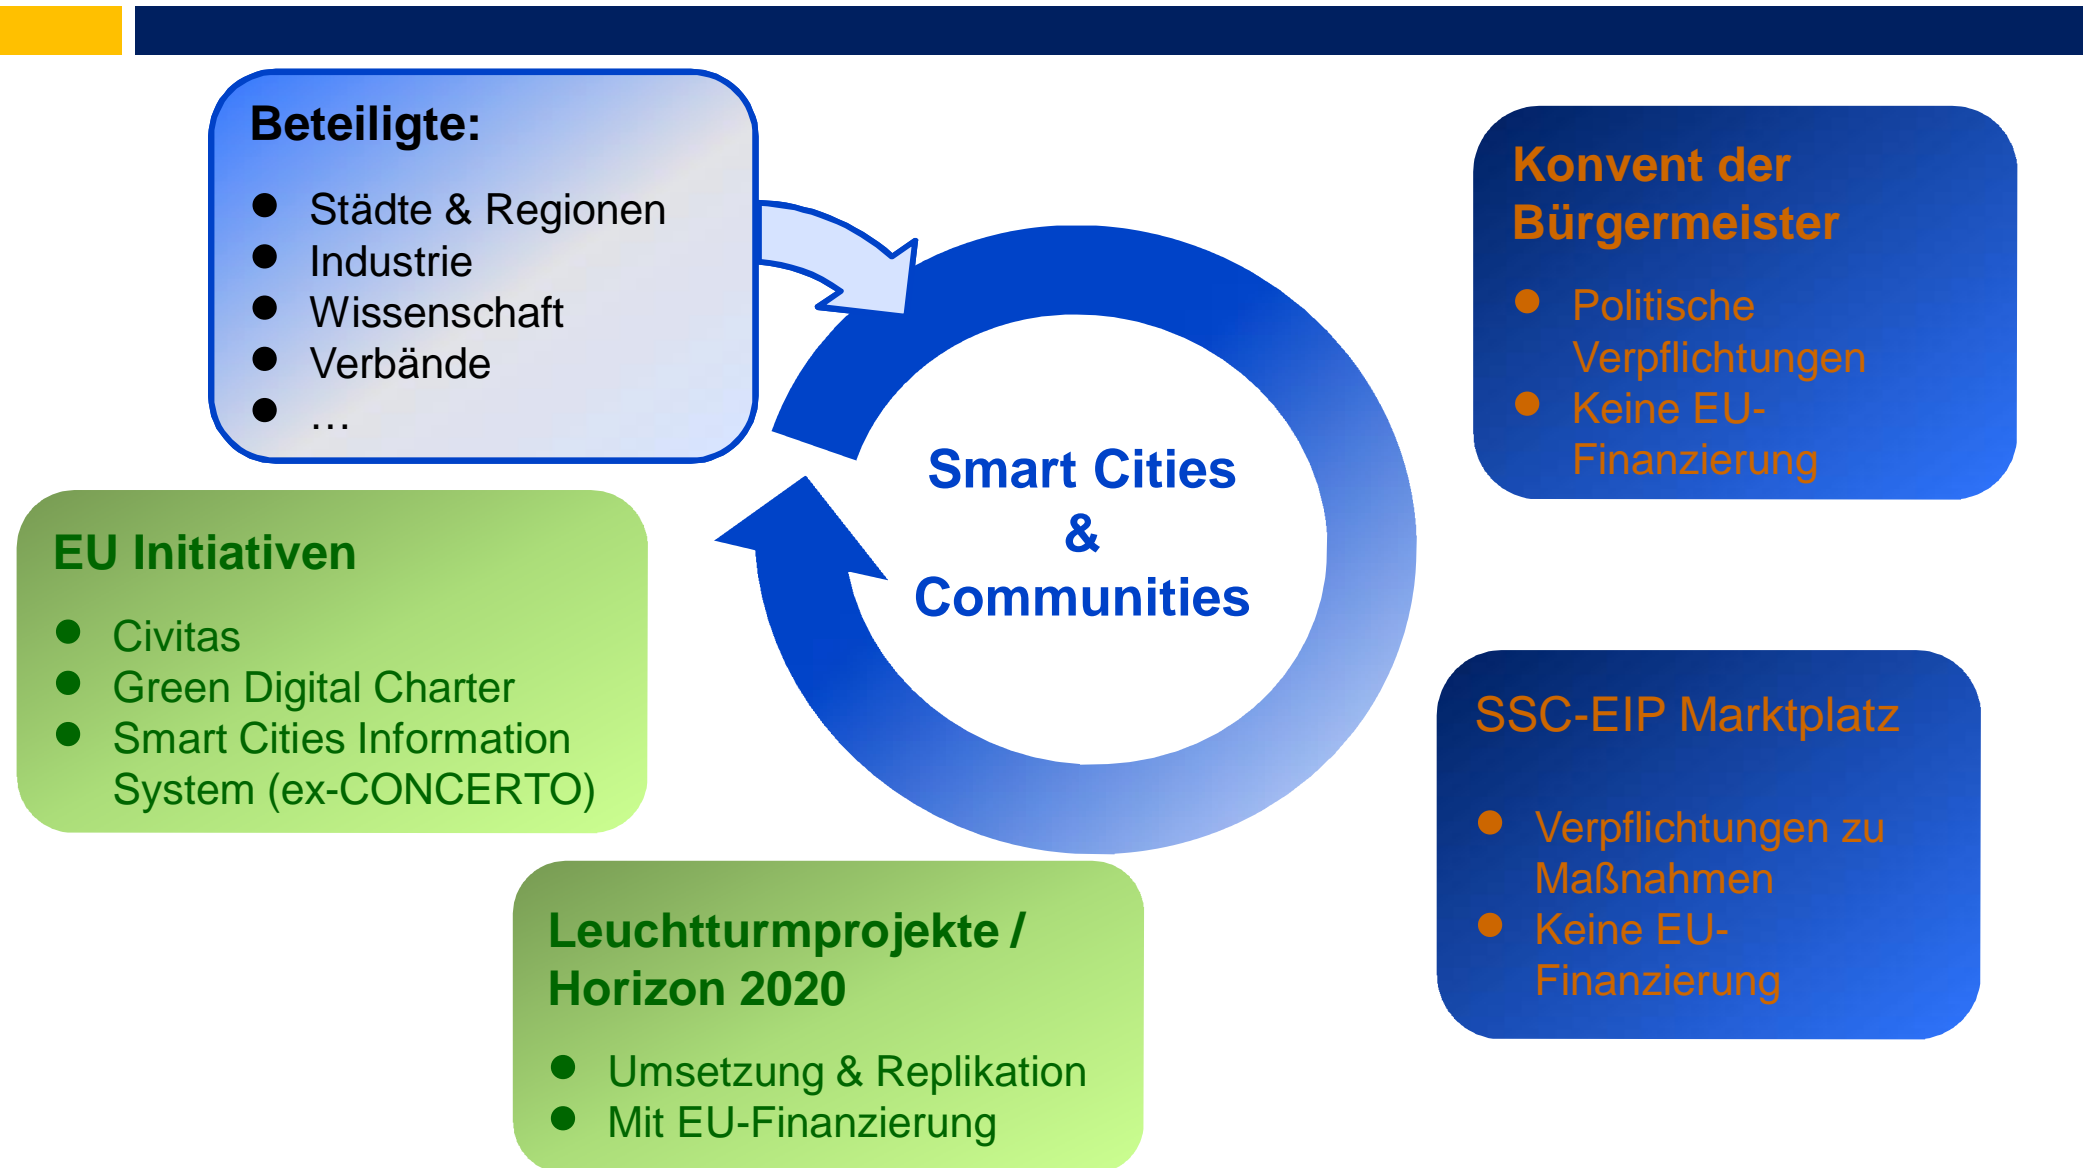 Beteiligte:
● Städte & Regionen
● Industrie
● Wissenschaft
● Verbände
● …
Smart Cities
&
Communities
Konvent der
Bürgermeister
● Politische
Verpflichtungen
● Keine EU-
Finanzierung
EU Initiativen
● Civitas
● Green Digital Charter
● Smart Cities Information
System (ex-CONCERTO)
SSC-EIP Marktplatz
● Verpflichtungen zu
Maßnahmen
● Keine EU-
Finanzierung
Leuchtturmprojekte /
Horizon 2020
● Umsetzung & Replikation
● Mit EU-Finanzierung